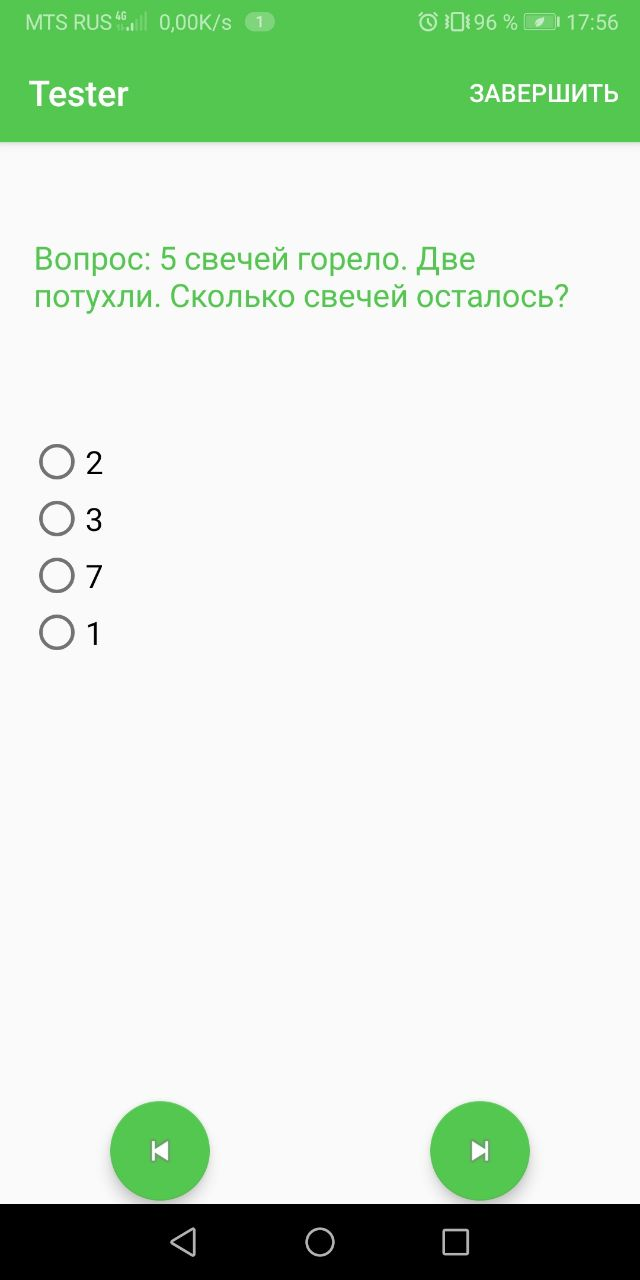 MTS RUS 4G 0,00K/s 1 96 % 17:56
Tester ЗАВЕРШИТЬ
Вопрос: 5 свечей горело. Две
потухли. Сколько свечей осталось?
2
3
7
1